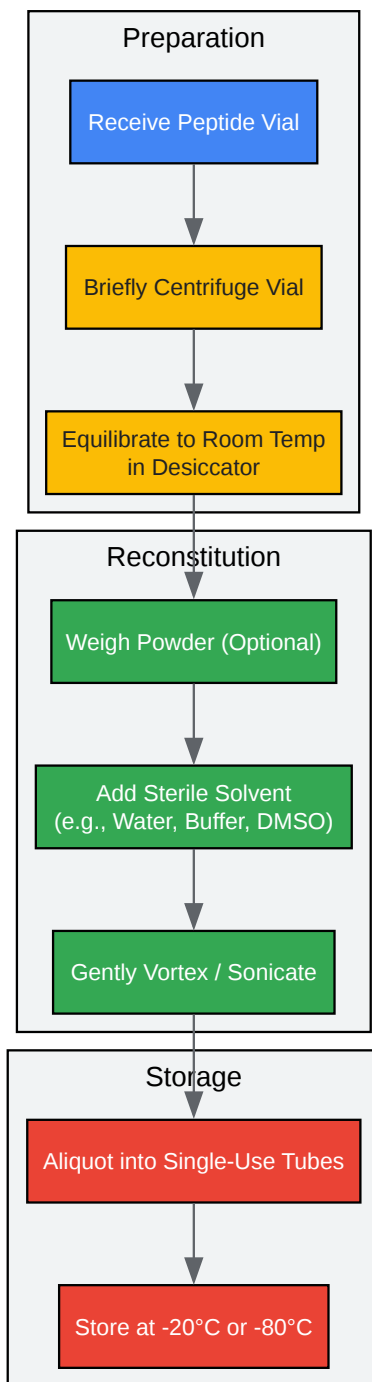 Preparation
Receive Peptide Vial
Briefly Centrifuge Vial
Equilibrate to Room Temp
in Desiccator
Reconstitution
Weigh Powder (Optional)
Add Sterile Solvent
(e.g., Water, Buffer, DMSO)
Gently Vortex / Sonicate
Storage
Aliquot into Single-Use Tubes
Store at -20°C or -80°C